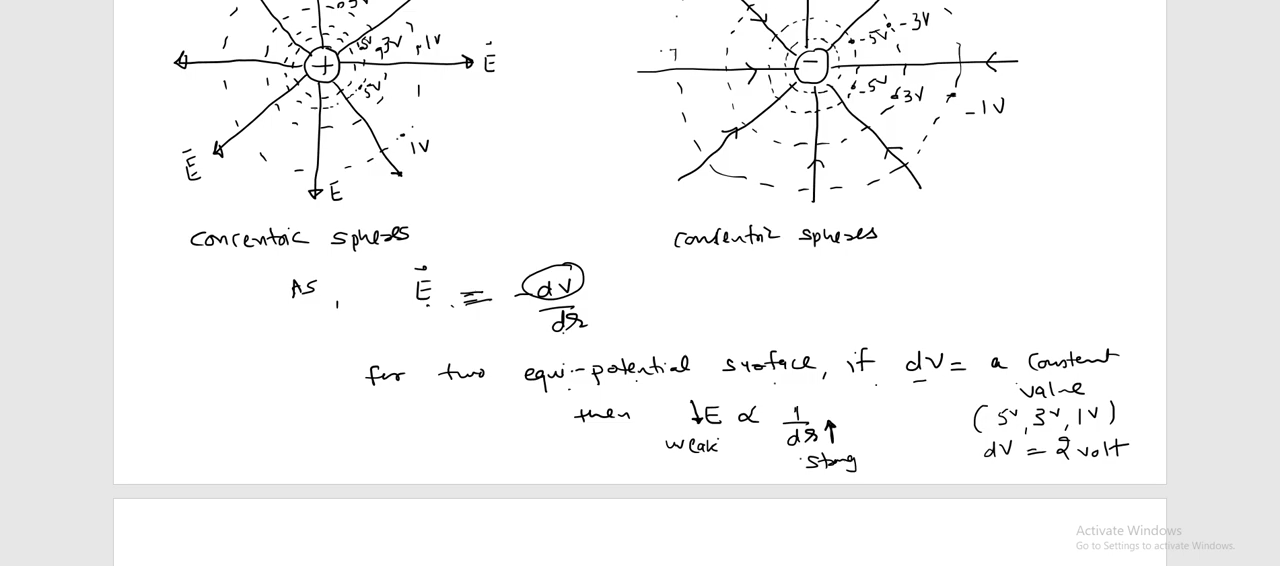 5V 3V 1V
E
5V
1V
E
E
-5V -3V
-5V 3V
-1V
+
-
Concentric spheres
Concentric spheres
As, E = -dV/dr
for two equi-potential surface, if dV = a constant value
then ↓E ∝ 1/dr↑ (5V, 3V, 1V)
weak strong dV = 2 volt
Activate Windows
Go to Settings to activate Windows.